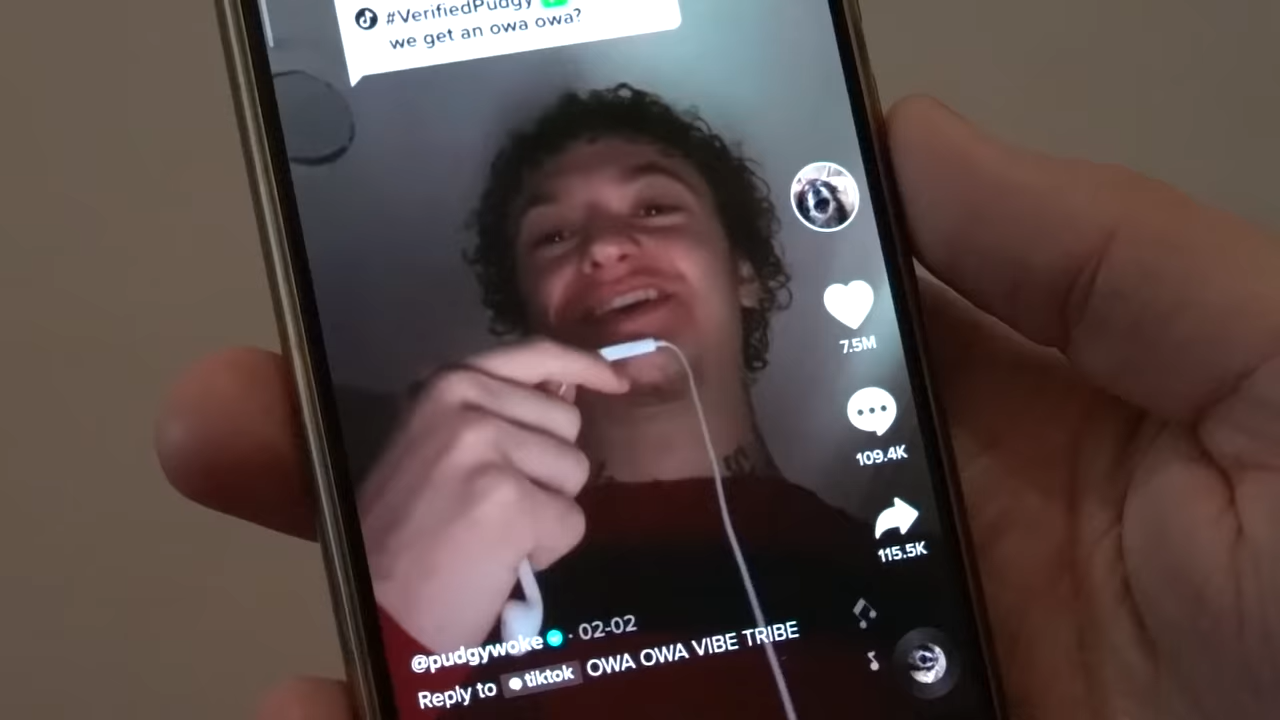 #VerifiedPudgy
we get an owa owa?
7.5M
109.4K
115.5K
@pudgywoke · 02-02
Reply to tiktok OWA OWA VIBE TRIBE